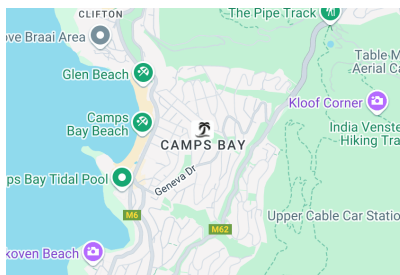 CLIFTON
The Pipe Track
ove Braai Area
Table M
Aerial Ca
Glen Beach
Kloof Corner
Camps
Bay Beach
India Venste
Hiking Tra
CAMPS BAY
ps Bay Tidal Pool
Geneva Dr
M6
M62
Upper Cable Car Station
koven Beach